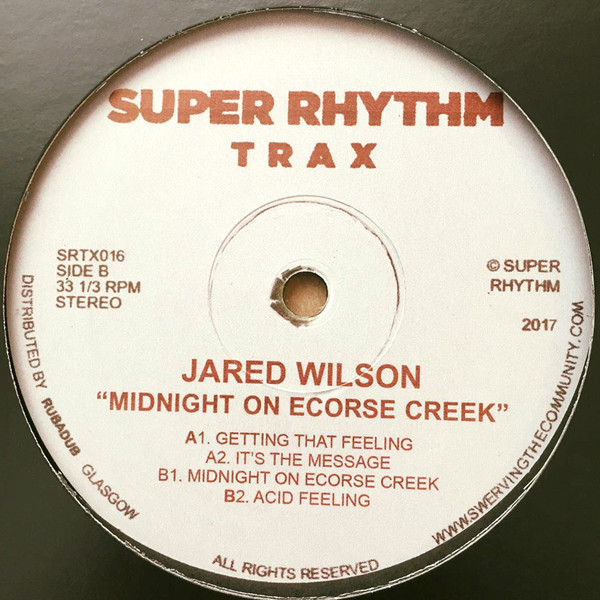 SUPER RHYTHM
TRAX
SRTX016
SIDE B
33 1/3 RPM
STEREO
© SUPER
RHYTHM
2017
JARED WILSON
“MIDNIGHT ON ECORSE CREEK”
A1. GETTING THAT FEELING
A2. IT'S THE MESSAGE
B1. MIDNIGHT ON ECORSE CREEK
B2. ACID FEELING
DISTRIBUTED BY RUBADUB GLASGOW
ALL RIGHTS RESERVED
WWW.SWERVINGTHECOMMUNITY.COM